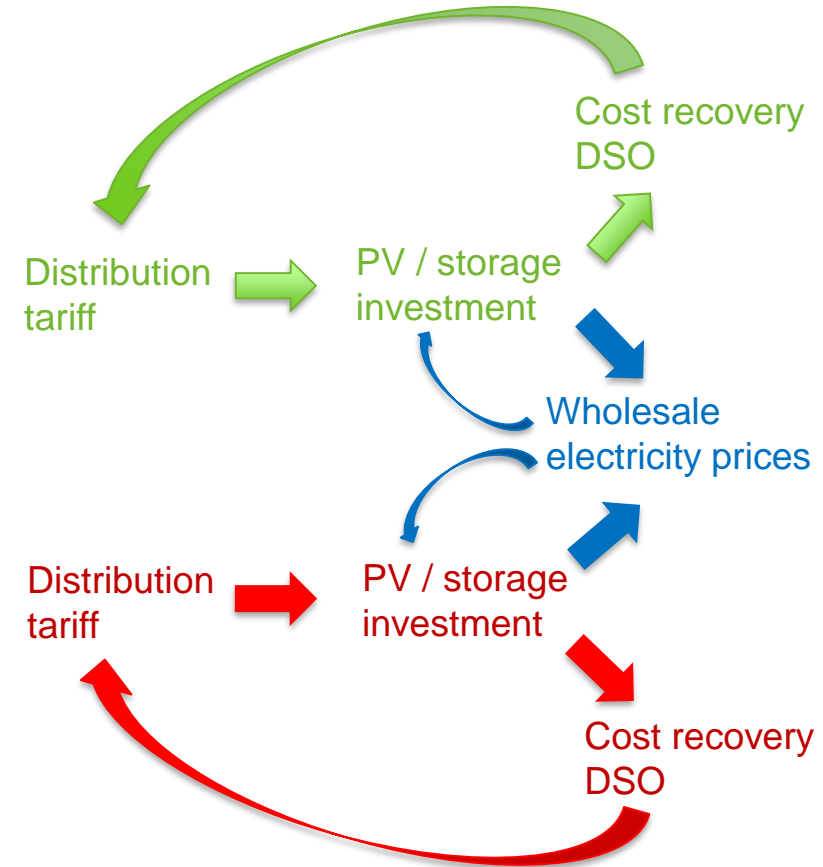 Cost recovery
DSO
Distribution
tariff
PV / storage
investment
Wholesale
electricity prices
Distribution
tariff
PV / storage
investment
Cost recovery
DSO